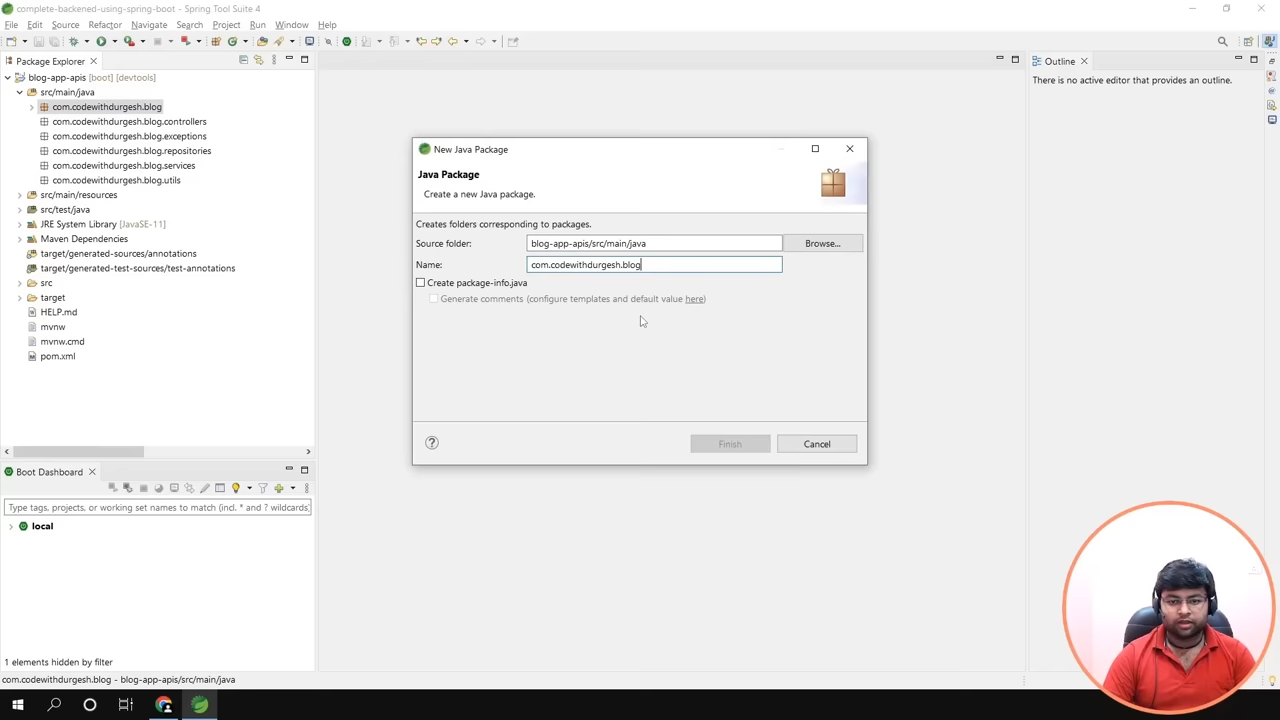 complete-backened-using-spring-boot - Spring Tool Suite 4
File Edit Source Refactor Navigate Search Project Run Window Help
Package Explorer
blog-app-apis [boot] [devtools]
src/main/java
com.codewithdurgesh.blog
com.codewithdurgesh.blog.controllers
com.codewithdurgesh.blog.exceptions
com.codewithdurgesh.blog.repositories
com.codewithdurgesh.blog.services
com.codewithdurgesh.blog.utils
src/main/resources
src/test/java
JRE System Library [JavaSE-11]
Maven Dependencies
target/generated-sources/annotations
target/generated-test-sources/test-annotations
src
target
HELP.md
mvnw
mvnw.cmd
pom.xml
Boot Dashboard
Type tags, projects, or working set names to match (incl. * and ? wildcards)
local
1 elements hidden by filter
com.codewithdurgesh.blog - blog-app-apis/src/main/java
New Java Package
Java Package
Create a new Java package.
Creates folders corresponding to packages.
Source folder: blog-app-apis/src/main/java Browse...
Name: com.codewithdurgesh.blog
Create package-info.java
Generate comments (configure templates and default value here)
Finish Cancel
Outline
There is no active editor that provides an outline.